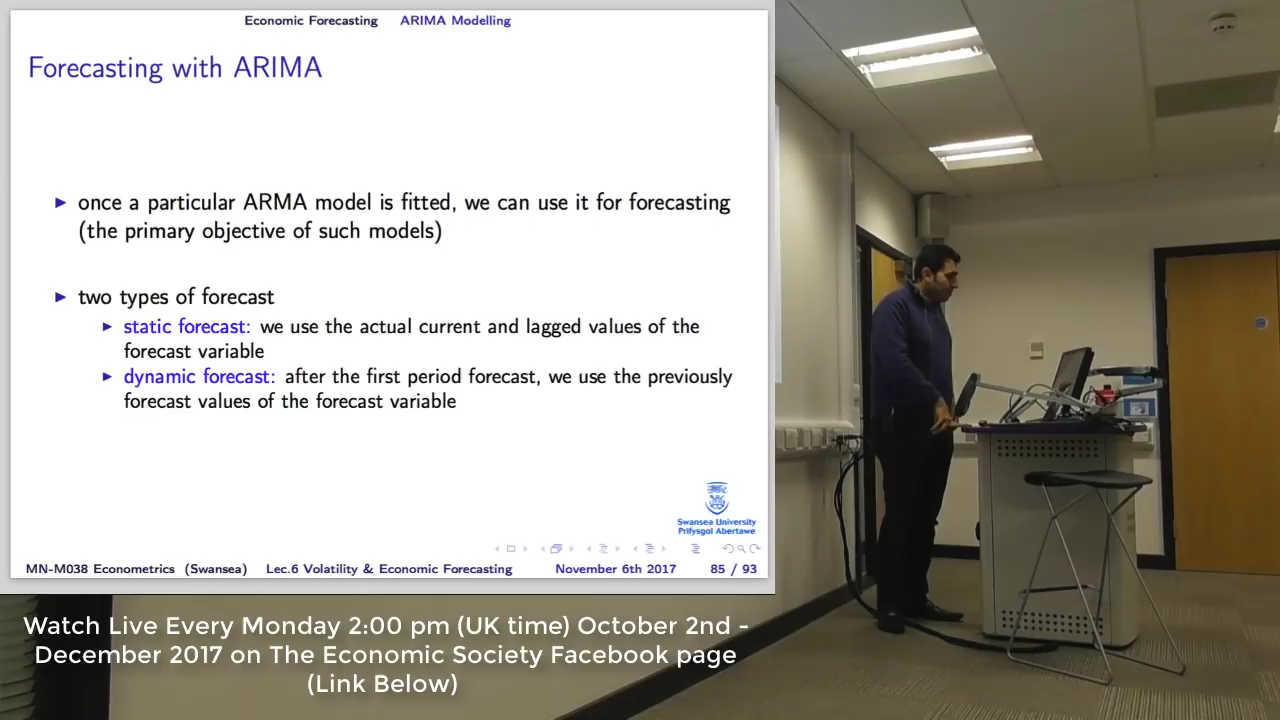 Economic Forecasting ARIMA Modelling
Forecasting with ARIMA
once a particular ARMA model is fitted, we can use it for forecasting
(the primary objective of such models)
two types of forecast
static forecast: we use the actual current and lagged values of the
forecast variable
dynamic forecast: after the first period forecast, we use the previously
forecast values of the forecast variable
Swansea University
Prifysgol Abertawe
MN-M038 Econometrics (Swansea) Lec.6 Volatility & Economic Forecasting November 6th 2017 85 / 93
Watch Live Every Monday 2:00 pm (UK time) October 2nd -
December 2017 on The Economic Society Facebook page
(Link Below)